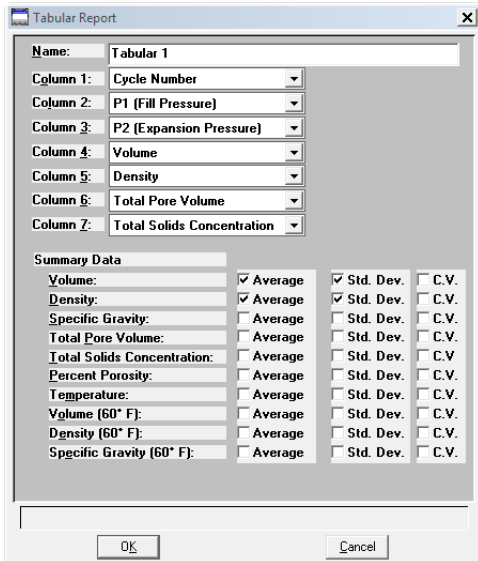 Tabular Report
Name: Tabular 1
Column 1: Cycle Number
Column 2: P1 (Fill Pressure)
Column 3: P2 (Expansion Pressure)
Column 4: Volume
Column 5: Density
Column 6: Total Pore Volume
Column 7: Total Solids Concentration
Summary Data
Volume: Average Std. Dev. C.V.
Density: Average Std. Dev. C.V.
Specific Gravity: Average Std. Dev. C.V.
Total Pore Volume: Average Std. Dev. C.V.
Total Solids Concentration: Average Std. Dev. C.V.
Percent Porosity: Average Std. Dev. C.V.
Temperature: Average Std. Dev. C.V.
Volume (60° F): Average Std. Dev. C.V.
Density (60° F): Average Std. Dev. C.V.
Specific Gravity (60° F): Average Std. Dev. C.V.
OK Cancel